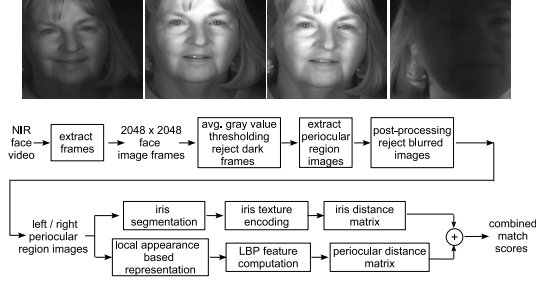 NIR
face
video
extract
frames
2048 x 2048
face
image frames
avg. gray value
thresholding
reject dark
frames
extract
periocular
region
images
post-processing
reject blurred
images
left / right
periocular
region images
iris
segmentation
iris texture
encoding
iris distance
matrix
local appearance
based
representation
LBP feature
computation
periocular distance
matrix
+
combined
match
scores